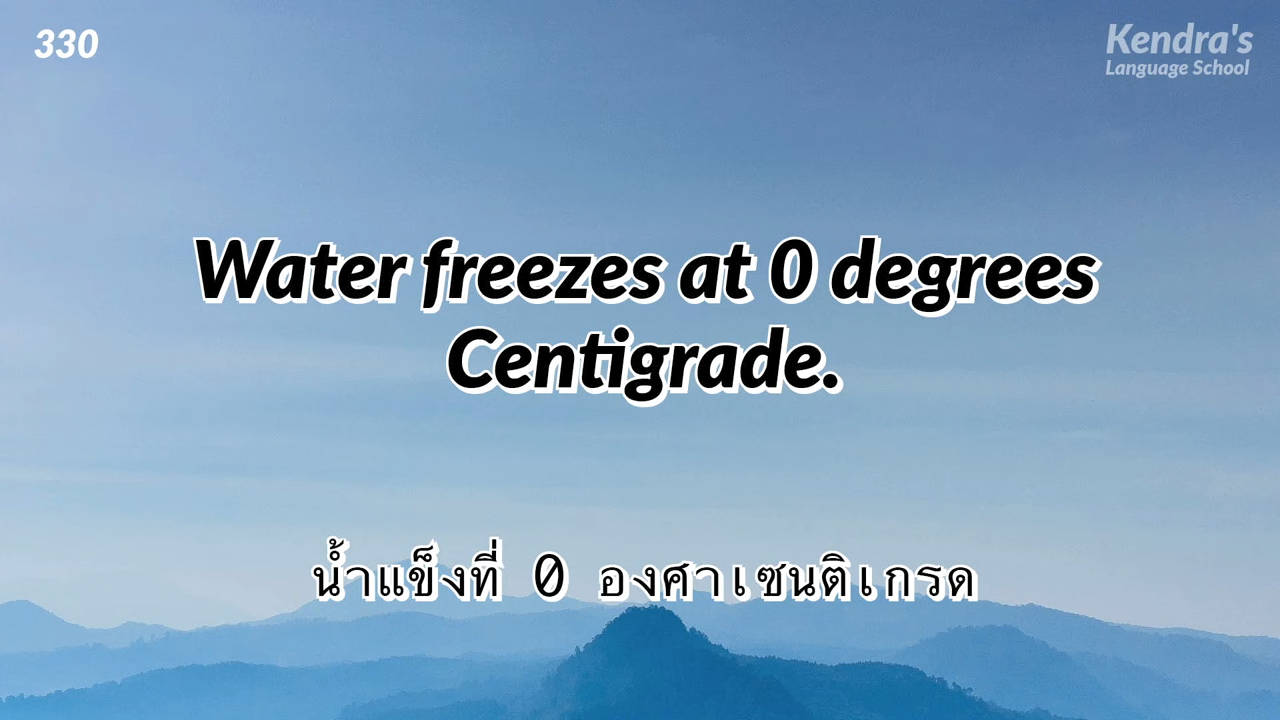 330
Kendra's
Language School
Water freezes at 0 degrees
Centigrade.
น้ำแข็งที่ 0 องศาเซนติเกรด